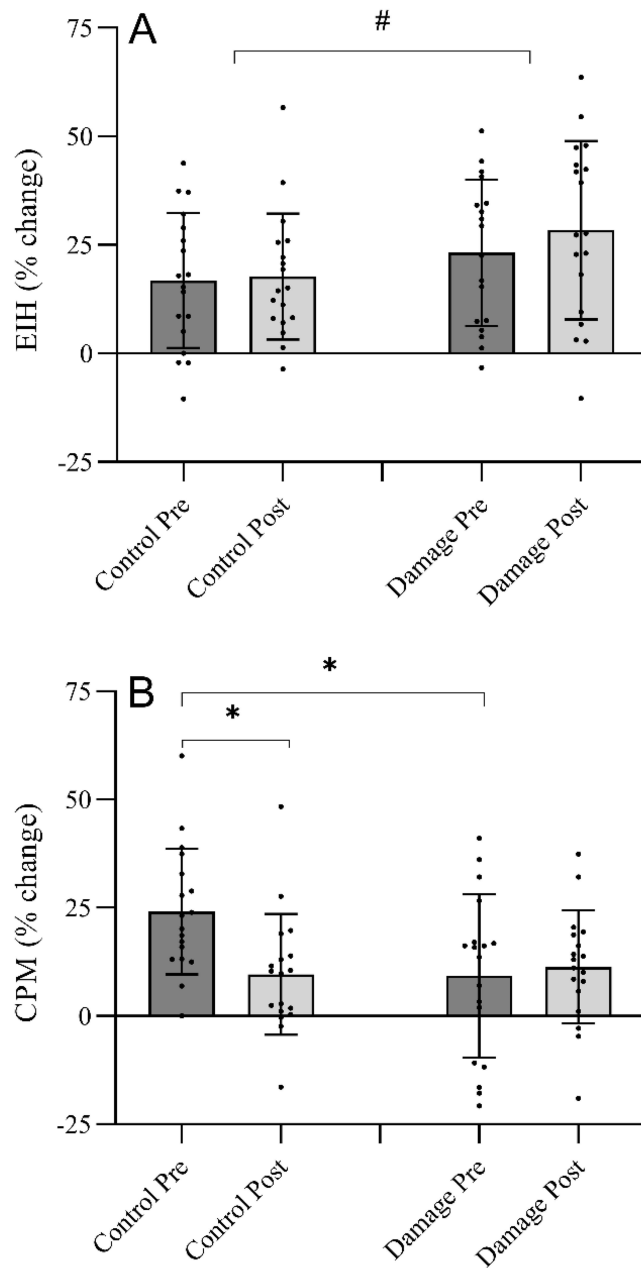 75
A
#
50
25
0
-25
EIH (% change)
Control Pre
Control Post
Damage Pre
Damage Post
75
B
*
*
50
25
0
-25
CPM (% change)
Control Pre
Control Post
Damage Pre
Damage Post